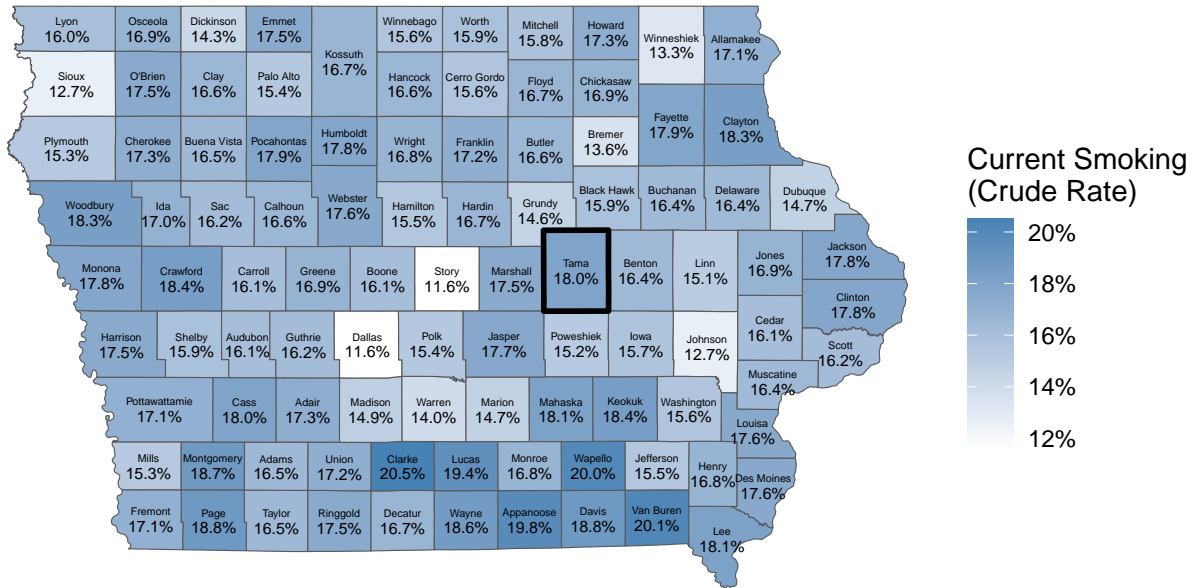 Lyon
16.0%
Osceola
16.9%
Dickinson
14.3%
Emmet
17.5%
Kossuth
16.7%
Winnebago
15.6%
Worth
15.9%
Mitchell
15.8%
Howard
17.3%
Winneshiek
13.3%
Allamakee
17.1%
Sioux
12.7%
O'Brien
17.5%
Clay
16.6%
Palo Alto
15.4%
Hancock
16.6%
Cerro Gordo
15.6%
Floyd
16.7%
Chickasaw
16.9%
Fayette
17.9%
Clayton
18.3%
Plymouth
15.3%
Cherokee
17.3%
Buena Vista
16.5%
Pocahontas
17.9%
Humboldt
17.8%
Wright
16.8%
Franklin
17.2%
Butler
16.6%
Bremer
13.6%
Woodbury
18.3%
Ida
17.0%
Sac
16.2%
Calhoun
16.6%
Webster
17.6%
Hamilton
15.5%
Hardin
16.7%
Grundy
14.6%
Black Hawk
15.9%
Buchanan
16.4%
Delaware
16.4%
Dubuque
14.7%
Monona
17.8%
Crawford
18.4%
Carroll
16.1%
Greene
16.9%
Boone
16.1%
Story
11.6%
Marshall
17.5%
Tama
18.0%
Benton
16.4%
Linn
15.1%
Jones
16.9%
Jackson
17.8%
Clinton
17.8%
Harrison
17.5%
Shelby
15.9%
Audubon
16.1%
Guthrie
16.2%
Dallas
11.6%
Polk
15.4%
Jasper
17.7%
Poweshiek
15.2%
Iowa
15.7%
Johnson
12.7%
Cedar
16.1%
Scott
16.2%
Muscatine
16.4%
Pottawattamie
17.1%
Cass
18.0%
Adair
17.3%
Madison
14.9%
Warren
14.0%
Marion
14.7%
Mahaska
18.1%
Keokuk
18.4%
Washington
15.6%
Louisa
17.6%
Mills
15.3%
Montgomery
18.7%
Adams
16.5%
Union
17.2%
Clarke
20.5%
Lucas
19.4%
Monroe
16.8%
Wapello
20.0%
Jefferson
15.5%
Henry
16.8%
Des Moines
17.6%
Fremont
17.1%
Page
18.8%
Taylor
16.5%
Ringgold
17.5%
Decatur
16.7%
Wayne
18.6%
Appanoose
19.8%
Davis
18.8%
Van Buren
20.1%
Lee
18.1%
Current Smoking
(Crude Rate)
20%
18%
16%
14%
12%